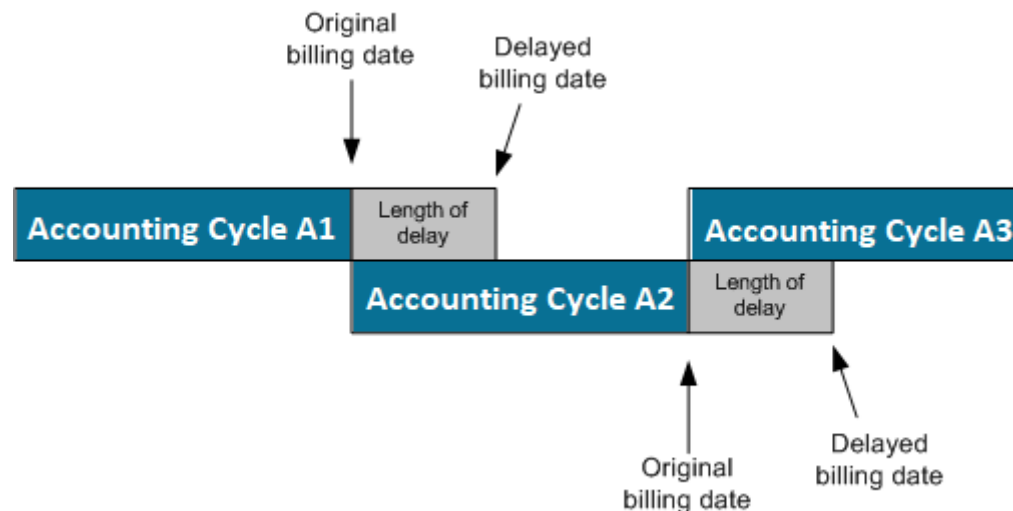 Original
billing date
Delayed
billing date
Accounting Cycle A1
Length of
delay
Accounting Cycle A3
Accounting Cycle A2
Length of
delay
Original
billing date
Delayed
billing date